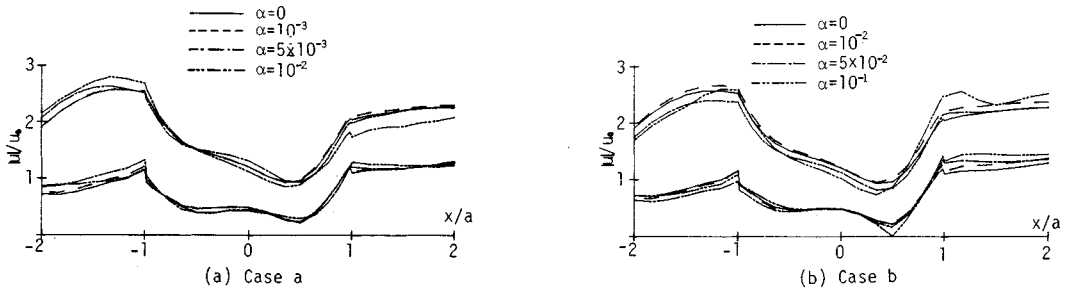 α=0
α=10⁻³
α=5×10⁻³
α=10⁻²
|u|/u₀
3
2
1
x/a
-2
-1
0
1
2
(a) Case a
α=0
α=10⁻²
α=5×10⁻²
α=10⁻¹
|u|/u₀
3
2
1
x/a
-2
-1
0
1
2
(b) Case b